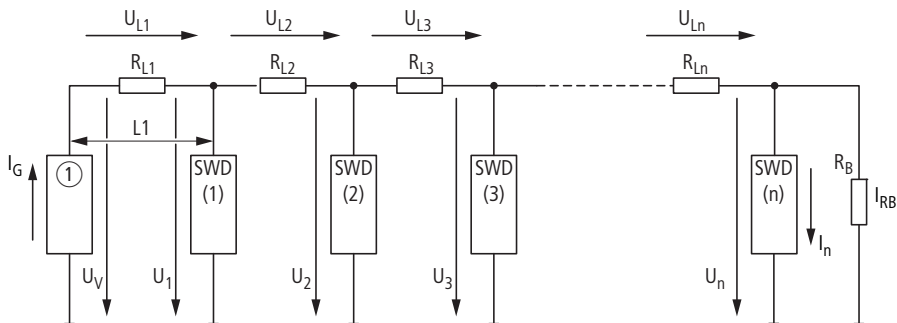 U_L1 U_L2 U_L3 U_Ln
R_L1 R_L2 R_L3 R_Ln
L1
I_G 1 SWD (1) SWD (2) SWD (3) SWD (n) R_B I_RB
I_n
U_V U_1 U_2 U_3 U_n